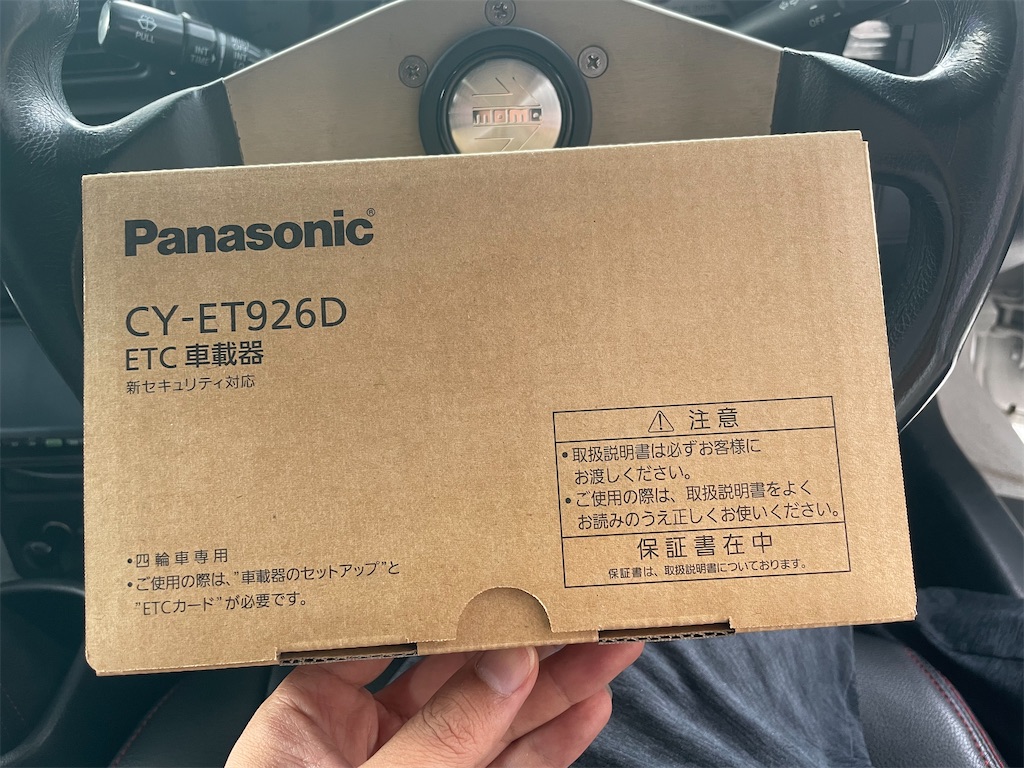 PULL
INT
TIME
OFF
INT
OFF
momo
Panasonic®
CY-ET926D
ETC 車載器
新セキュリティ対応
注意
•取扱説明書は必ずお客様に
お渡しください。
•ご使用の際は、取扱説明書をよく
お読みのうえ正しくお使いください。
保証書在中
保証書は、取扱説明書についております。
•四輪車専用
•ご使用の際は、"車載器のセットアップ"と
"ETCカード"が必要です。